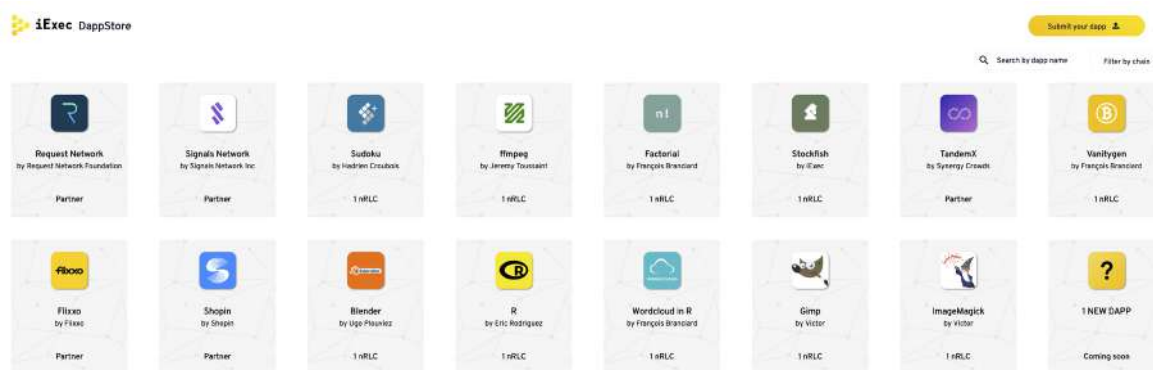 iExec DappStore
Submit your dapp
Search by dapp name
Filter by chain
Request Network
by Request Network Foundation
Partner
Signals Network
by Signals Network Inc
Partner
Sudoku
by Hadrien Croubois
1 nRLC
ffmpeg
by Jeremy Toussaint
1 nRLC
n!
Factorial
by François Branciard
1 nRLC
Stockfish
by iExec
1 nRLC
TandemX
by Synergy Crowds
Partner
Vanitygen
by François Branciard
1 nRLC
flixxo
Flixxo
by Flixxo
Partner
Shopin
by Shopin
Partner
Blender
by Ugo Plouviez
1 nRLC
R
R
by Eric Rodriguez
1 nRLC
Wordcloud in R
by François Branciard
1 nRLC
Gimp
by Victor
1 nRLC
ImageMagick
by Victor
1 nRLC
?
1 NEW DAPP
Coming soon